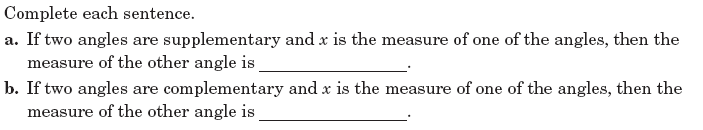 Complete each sentence.
a. If two angles are supplementary and x is the measure of one of the angles, then the
measure of the other angle is ________________.
b. If two angles are complementary and x is the measure of one of the angles, then the
measure of the other angle is ________________.